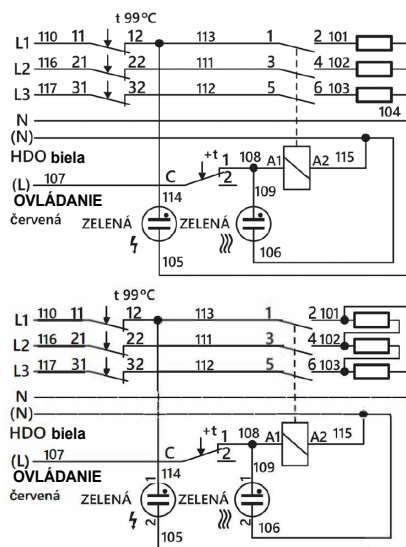 t 99°C
L1 110 11 12 113 1 2 101
L2 116 21 22 111 3 4 102
L3 117 31 32 112 5 6 103
N 104
(N)
HDO biela
+t 1 108 A1 A2 115
2
(L) 107 C
OVLÁDANIE 114 109
červená ZELENÁ ZELENÁ
105 106
t 99°C
L1 110 11 12 113 1 2 101
L2 116 21 22 111 3 4 102
L3 117 31 32 112 5 6 103
N
(N)
HDO biela
+t 1 108 A1 A2 115
2
(L) 107 C
OVLÁDANIE 114 109
červená ZELENÁ 1 ZELENÁ 1
2 2
105 106